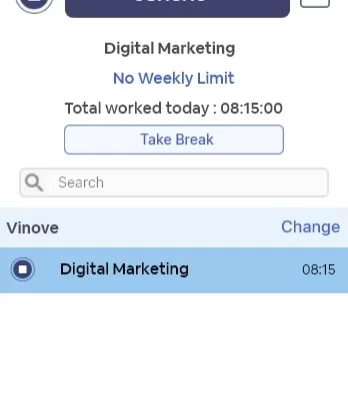 Digital Marketing
No Weekly Limit
Total worked today : 08:15:00
Take Break
Search
Vinove Change
Digital Marketing 08:15